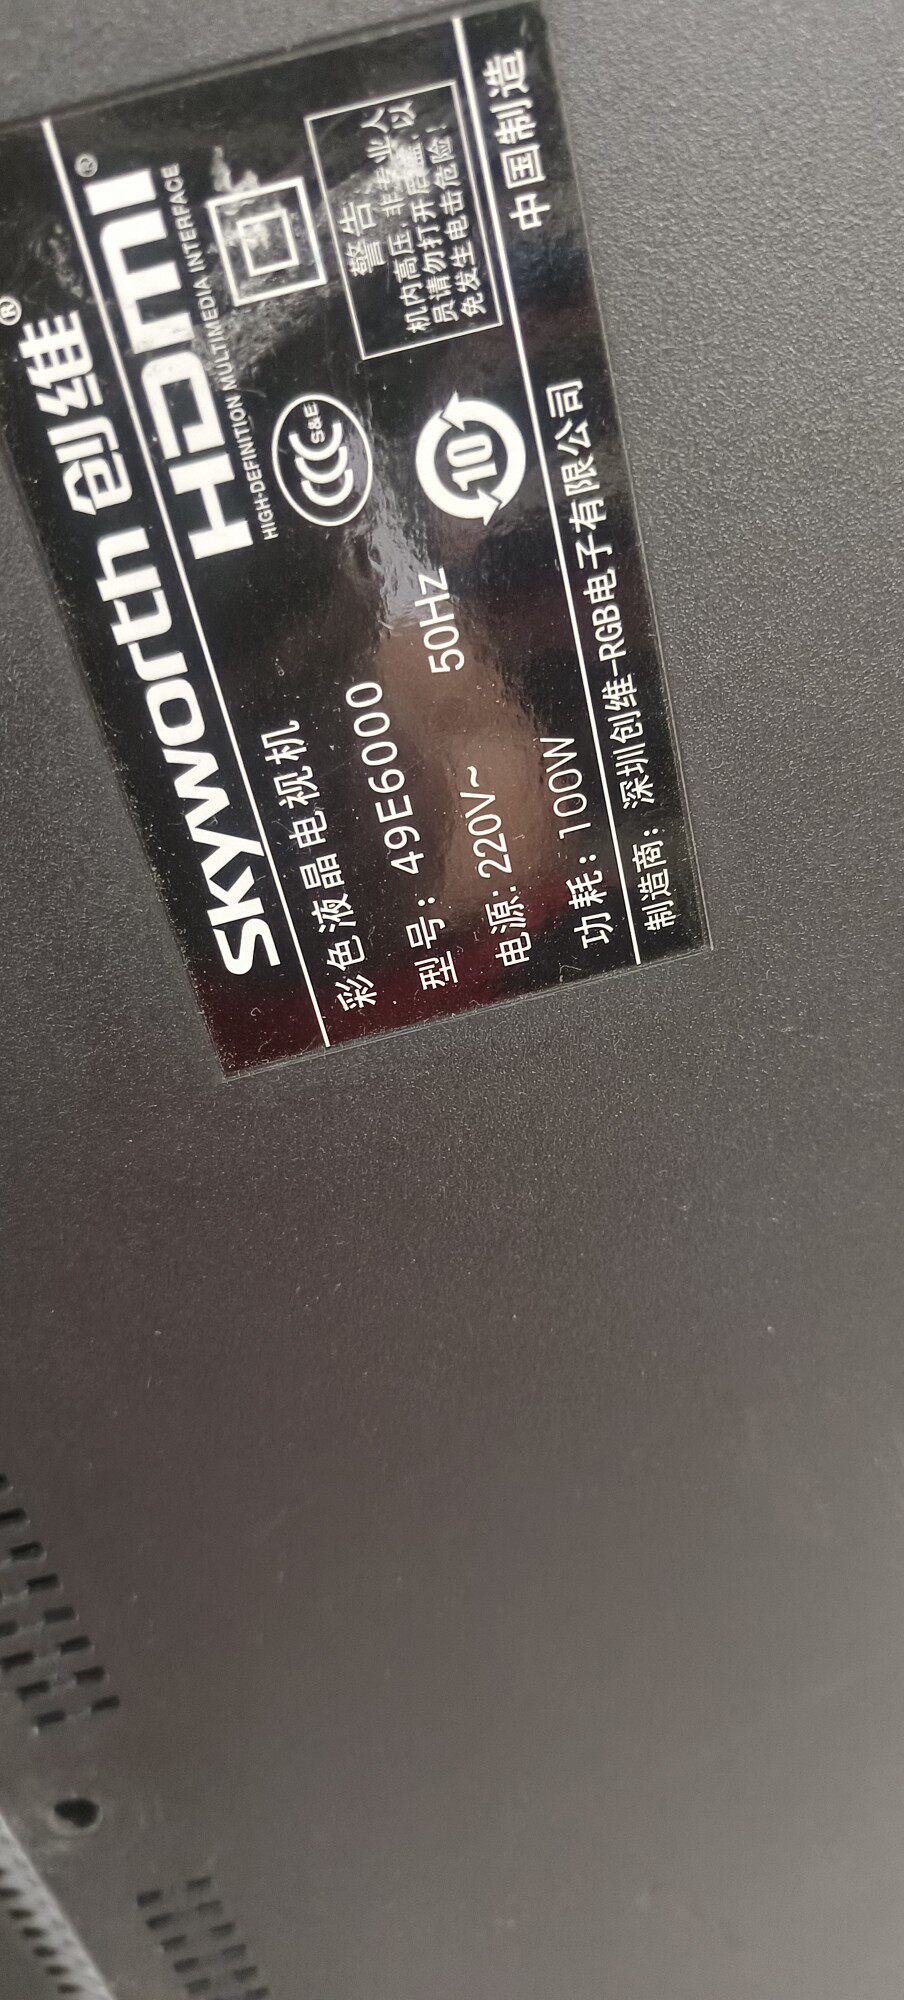 Skyworth® 创维®
HDMI®
HIGH-DEFINITION MULTIMEDIA INTERFACE
彩色液晶电视机
型号: 49E6000
电源: 220V~ 50Hz
功耗: 100W
S&E
10
警告
机内高压,非专业人
员请勿打开后盖,以
免发生电击危险!
制造商: 深圳创维-RGB电子有限公司
中国制造